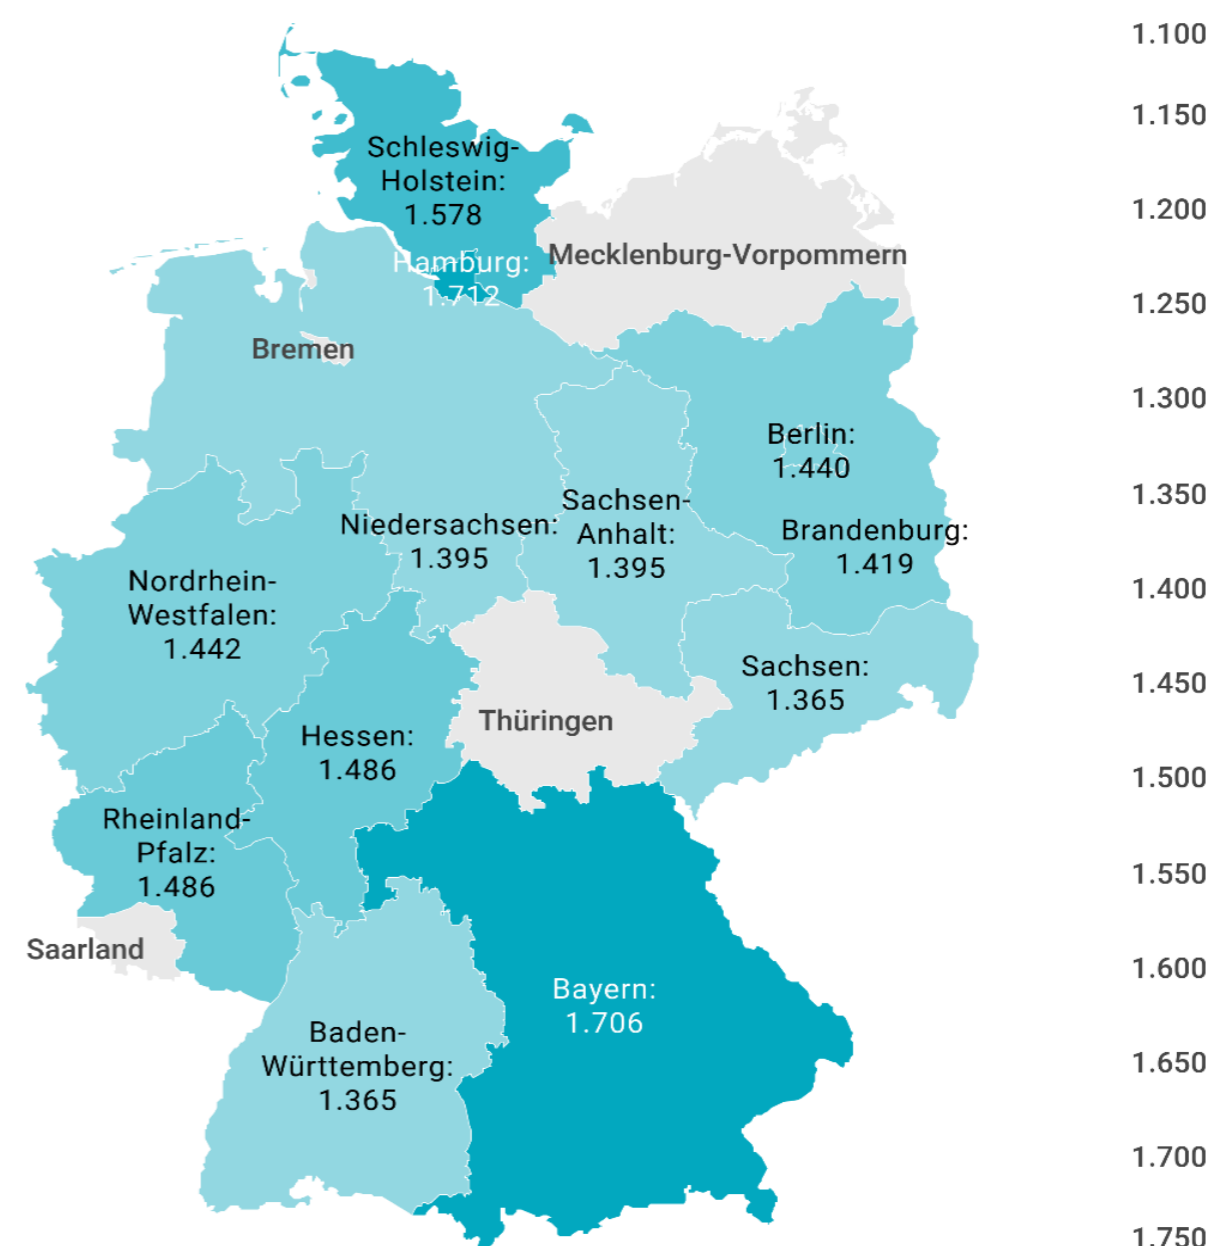 Schleswig-
Holstein:
1.578
Hamburg:
1.712
Mecklenburg-Vorpommern
Bremen
Berlin:
1.440
Brandenburg:
1.419
Sachsen-
Anhalt:
1.395
Niedersachsen:
1.395
Nordrhein-
Westfalen:
1.442
Sachsen:
1.365
Thüringen
Hessen:
1.486
Rheinland-
Pfalz:
1.486
Saarland
Bayern:
1.706
Baden-
Württemberg:
1.365
1.100
1.150
1.200
1.250
1.300
1.350
1.400
1.450
1.500
1.550
1.600
1.650
1.700
1.750